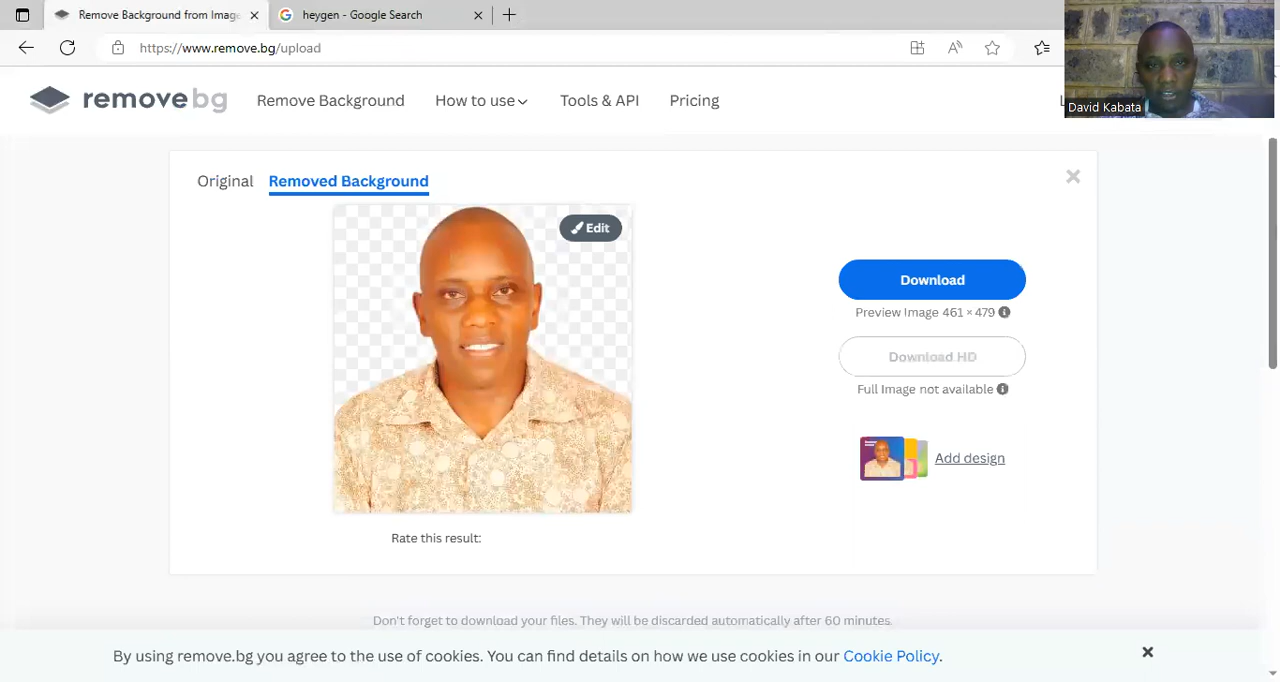 Remove Background from Image
heygen - Google Search
https://www.remove.bg/upload
removebg
Remove Background
How to use
Tools & API
Pricing
L
David Kabata
Original
Removed Background
Edit
Download
Preview Image 461 × 479
Download HD
Full Image not available
Add design
Rate this result:
Don't forget to download your files. They will be discarded automatically after 60 minutes.
By using remove.bg you agree to the use of cookies. You can find details on how we use cookies in our Cookie Policy.